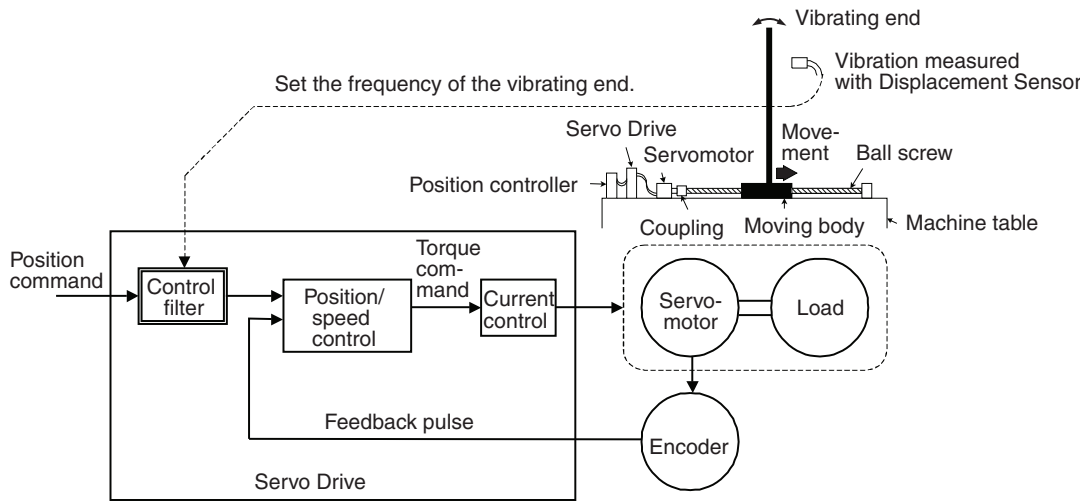 Vibrating end
Vibration measured
with Displacement Sensor
Set the frequency of the vibrating end.
Servo Drive
Move-
ment
Servomotor
Ball screw
Position controller
Coupling
Moving body
Machine table
Position
command
Control
filter
Position/
speed
control
Torque
com-
mand
Current
control
Servo-
motor
Load
Feedback pulse
Encoder
Servo Drive